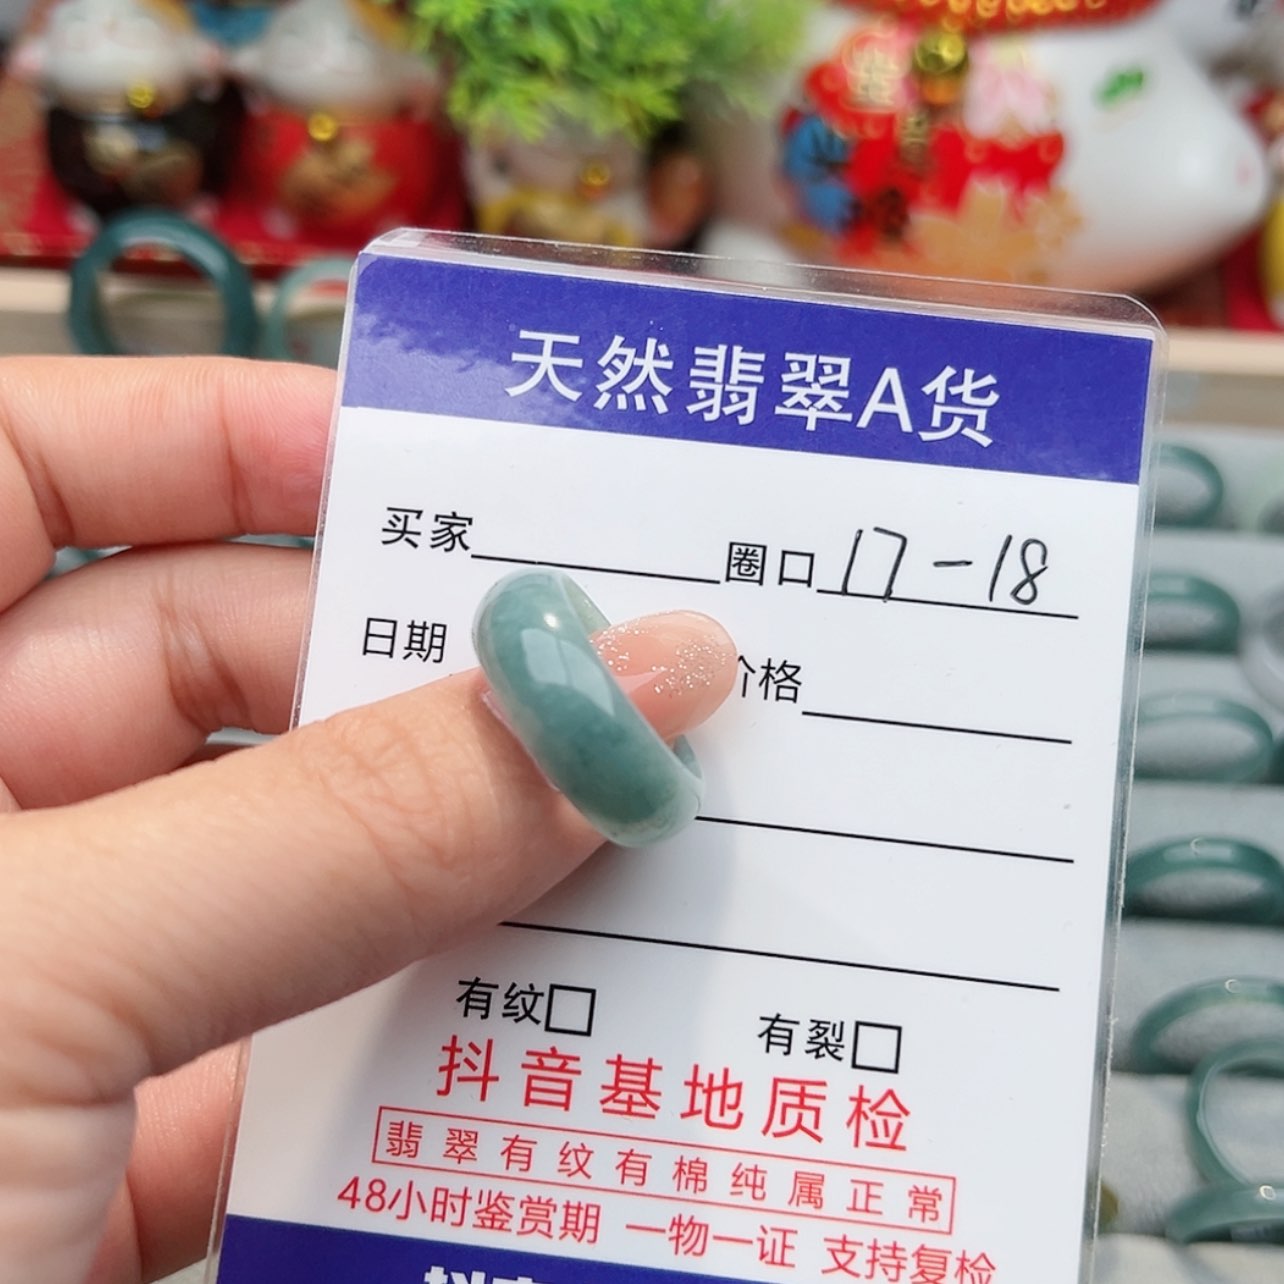 天然翡翠A货
买家 圈口 17-18
日期 价格
有纹 有裂
抖音基地质检
翡翠有纹有棉纯属正常
48小时鉴赏期 一物一证 支持复检